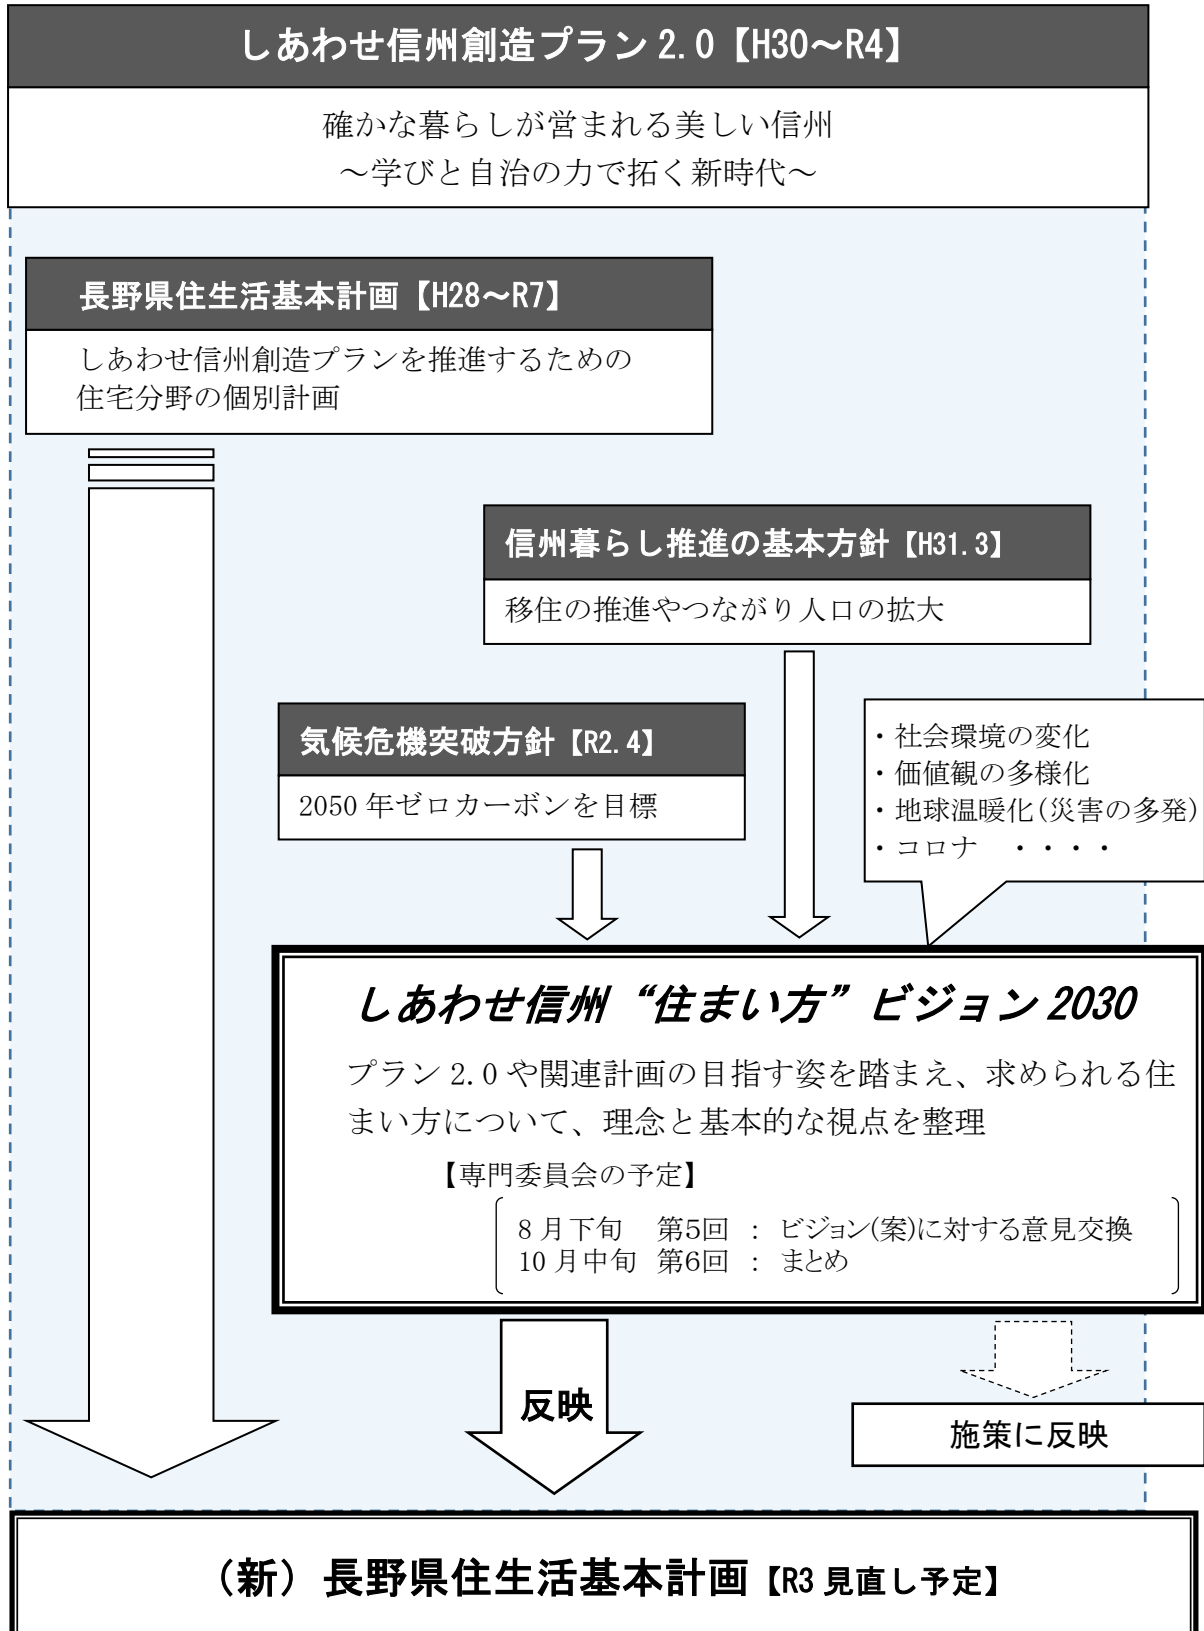 しあわせ信州創造プラン 2.0【H30～R4】
確かな暮らしが営まれる美しい信州
～学びと自治の力で拓く新時代～
長野県住生活基本計画【H28～R7】
しあわせ信州創造プランを推進するための
住宅分野の個別計画
信州暮らし推進の基本方針【H31.3】
移住の推進やつながり人口の拡大
気候危機突破方針【R2.4】
2050 年ゼロカーボンを目標
・社会環境の変化
・価値観の多様化
・地球温暖化(災害の多発)
・コロナ　・・・・
しあわせ信州“住まい方”ビジョン 2030
プラン 2.0 や関連計画の目指す姿を踏まえ、求められる住
まい方について、理念と基本的な視点を整理
【専門委員会の予定】
8 月下旬　第5回　：　ビジョン(案)に対する意見交換
10 月中旬　第6回　：　まとめ
反映
施策に反映
（新）長野県住生活基本計画【R3 見直し予定】